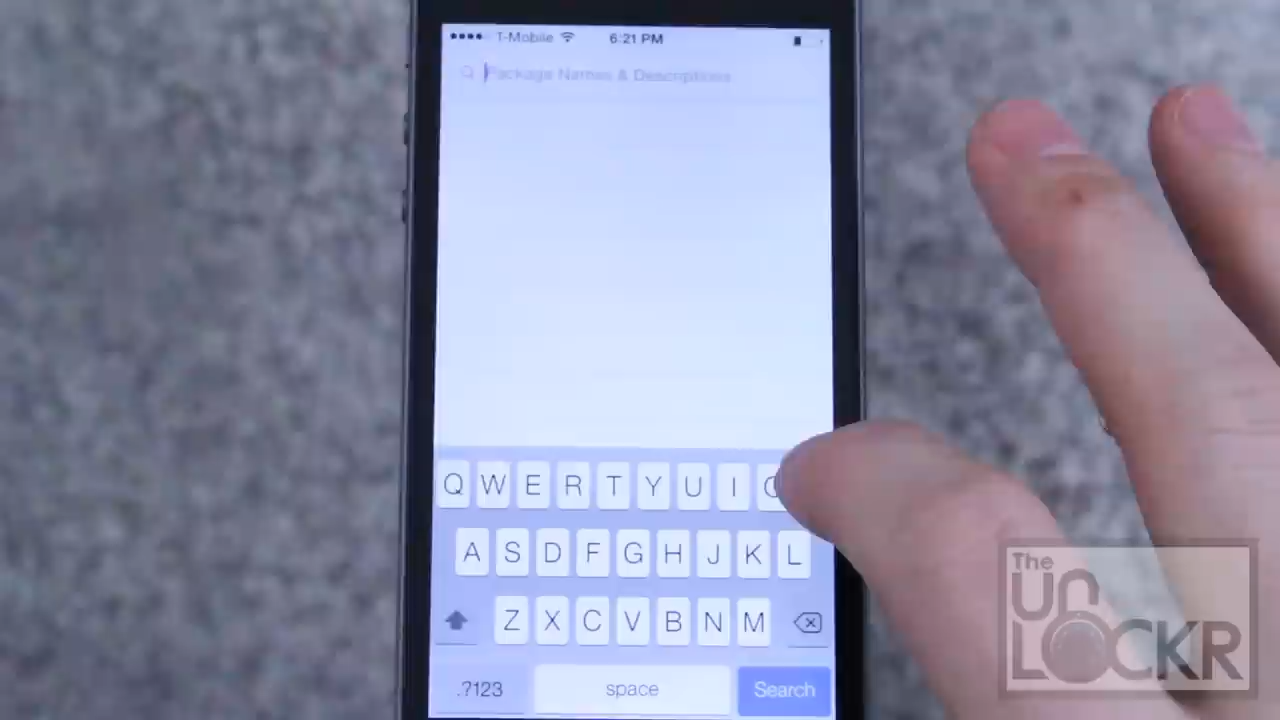 T-Mobile 6:21 PM
Package Names & Descriptions
Q W E R T Y U I O
A S D F G H J K L
Z X C V B N M
.?123 space Search
The
UN
LOCKR